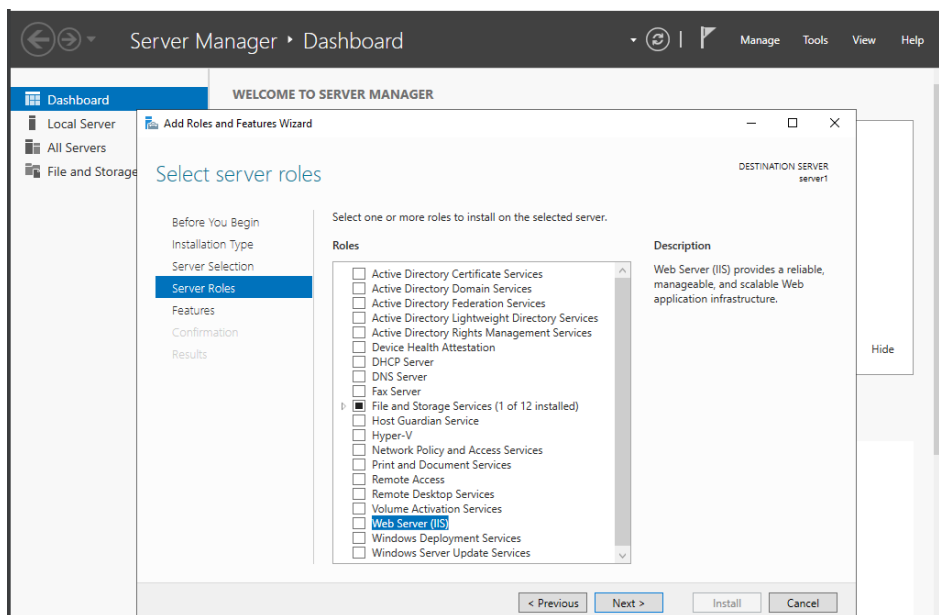 Server Manager ‣ Dashboard
Manage Tools View Help
Dashboard
Local Server
All Servers
File and Storage
WELCOME TO SERVER MANAGER
Add Roles and Features Wizard
Select server roles
DESTINATION SERVER
server1
Before You Begin
Installation Type
Server Selection
Server Roles
Features
Confirmation
Results
Select one or more roles to install on the selected server.
Roles
Active Directory Certificate Services
Active Directory Domain Services
Active Directory Federation Services
Active Directory Lightweight Directory Services
Active Directory Rights Management Services
Device Health Attestation
DHCP Server
DNS Server
Fax Server
File and Storage Services (1 of 12 installed)
Host Guardian Service
Hyper-V
Network Policy and Access Services
Print and Document Services
Remote Access
Remote Desktop Services
Volume Activation Services
Web Server (IIS)
Windows Deployment Services
Windows Server Update Services
Description
Web Server (IIS) provides a reliable,
manageable, and scalable Web
application infrastructure.
Hide
< Previous Next > Install Cancel